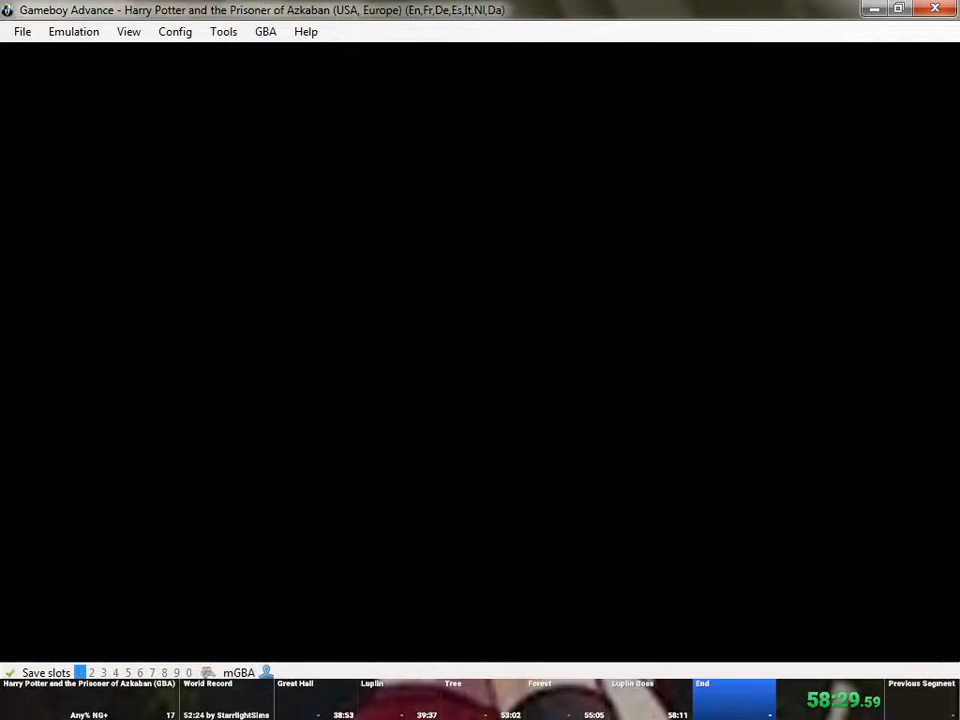 Gameboy Advance - Harry Potter and the Prisoner of Azkaban (USA, Europe) (En,Fr,De,Es,It,Nl,Da)
File Emulation View Config Tools GBA Help
Save slots 1 2 3 4 5 6 7 8 9 0 mGBA
Harry Potter and the Prisoner of Azkaban (GBA) World Record Great Hall Luplin Tree Forest Luplin Boss End 58:29.59 Previous Segment
Any% NG+ 17 52:24 by StarrlightSims - 38:53 - 39:37 - 53:02 - 55:05 - 58:11 - -